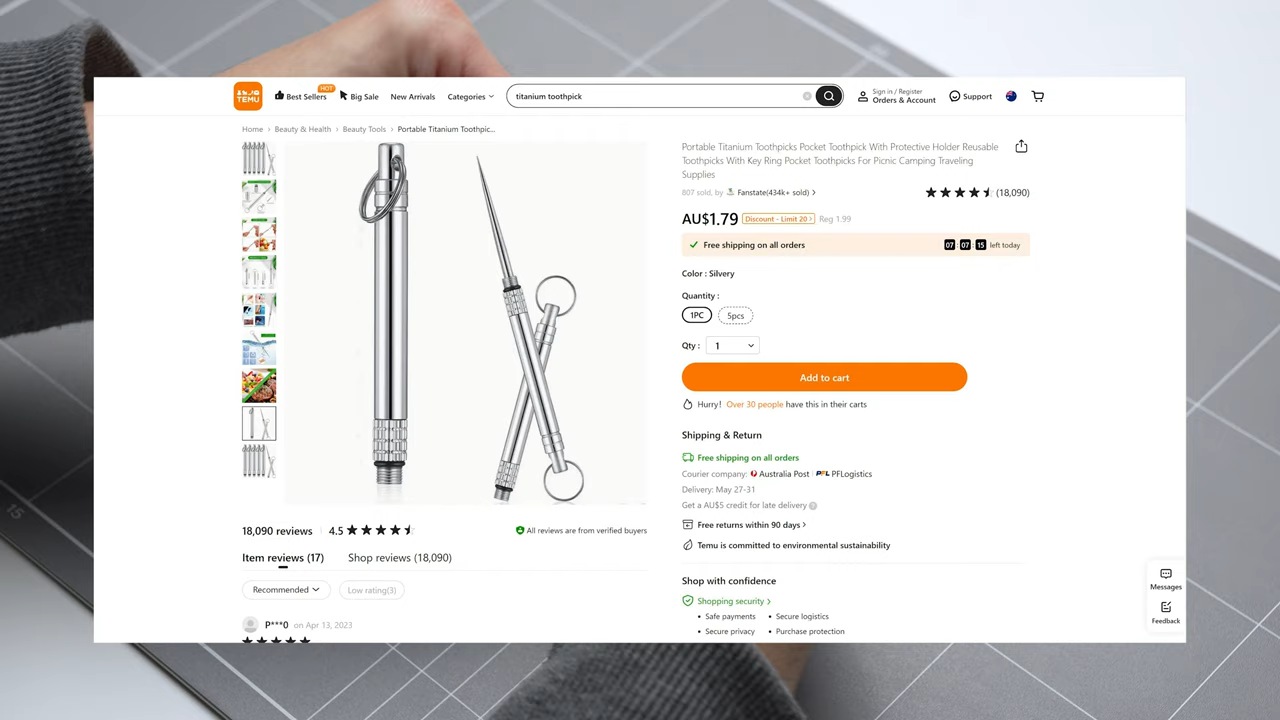 TEMU
Best Sellers
HOT
Big Sale
New Arrivals
Categories
titanium toothpick
Sign in / Register
Orders & Account
Support
Home › Beauty & Health › Beauty Tools › Portable Titanium Toothpic...
Portable Titanium Toothpicks Pocket Toothpick With Protective Holder Reusable
Toothpicks With Key Ring Pocket Toothpicks For Picnic Camping Traveling
Supplies
807 sold, by Fanstate(434k+ sold) ›
(18,090)
AU$1.79 Discount - Limit 20 › Reg 1.99
Free shipping on all orders
07 : 07 : 15 left today
Color : Silvery
Quantity :
1PC
5pcs
Qty : 1
Add to cart
Hurry! Over 30 people have this in their carts
Shipping & Return
Free shipping on all orders
Courier company: Australia Post PFL PFLogistics
Delivery: May 27-31
Get a AU$5 credit for late delivery ?
Free returns within 90 days ›
Temu is committed to environmental sustainability
Shop with confidence
Shopping security ›
• Safe payments • Secure logistics
• Secure privacy • Purchase protection
18,090 reviews 4.5
All reviews are from verified buyers
Item reviews (17)
Shop reviews (18,090)
Recommended
Low rating(3)
P***0 on Apr 13, 2023
Messages
Feedback
15